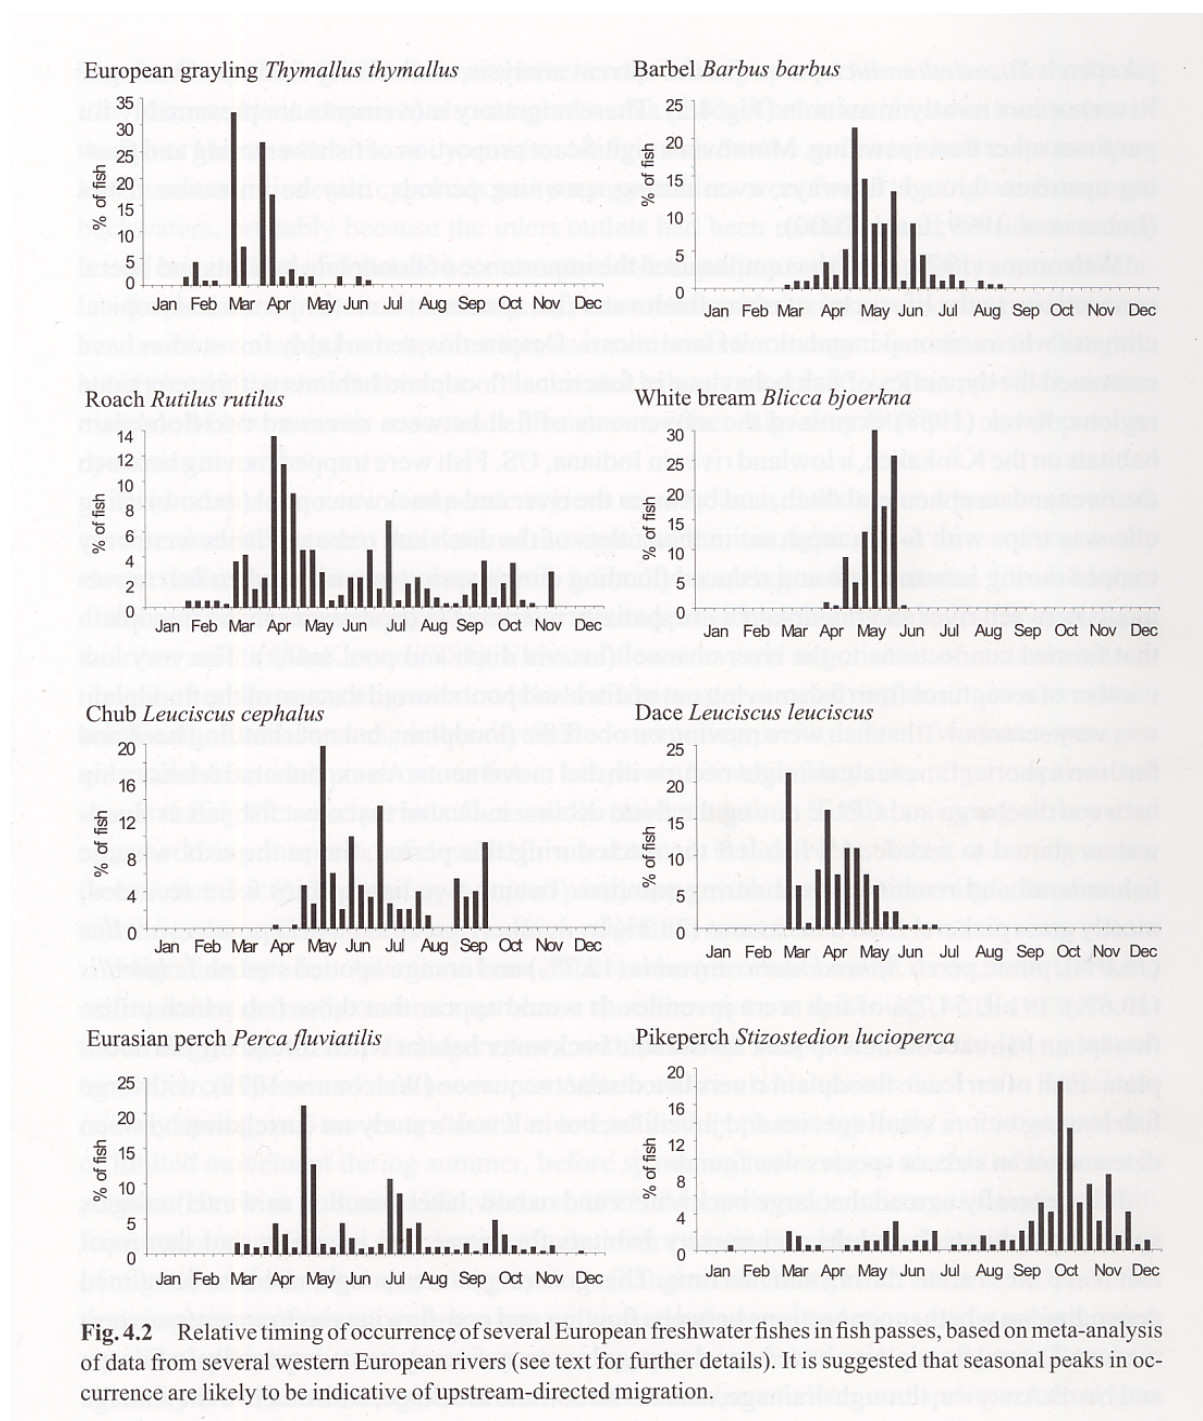 European grayling Thymallus thymallus
35
30
25
20
15
10
5
0
% of fish
Jan Feb Mar Apr May Jun Jul Aug Sep Oct Nov Dec
Barbel Barbus barbus
25
20
15
10
5
0
% of fish
Jan Feb Mar Apr May Jun Jul Aug Sep Oct Nov Dec
Roach Rutilus rutilus
14
12
10
8
6
4
2
0
% of fish
Jan Feb Mar Apr May Jun Jul Aug Sep Oct Nov Dec
White bream Blicca bjoerkna
30
25
20
15
10
5
0
% of fish
Jan Feb Mar Apr May Jun Jul Aug Sep Oct Nov Dec
Chub Leuciscus cephalus
20
16
12
8
4
0
% of fish
Jan Feb Mar Apr May Jun Jul Aug Sep Oct Nov Dec
Dace Leuciscus leuciscus
25
20
15
10
5
0
% of fish
Jan Feb Mar Apr May Jun Jul Aug Sep Oct Nov Dec
Eurasian perch Perca fluviatilis
25
20
15
10
5
0
% of fish
Jan Feb Mar Apr May Jun Jul Aug Sep Oct Nov Dec
Pikeperch Stizostedion lucioperca
20
16
12
8
4
0
% of fish
Jan Feb Mar Apr May Jun Jul Aug Sep Oct Nov Dec
Fig. 4.2 Relative timing of occurrence of several European freshwater fishes in fish passes, based on meta-analysis
of data from several western European rivers (see text for further details). It is suggested that seasonal peaks in oc-
currence are likely to be indicative of upstream-directed migration.